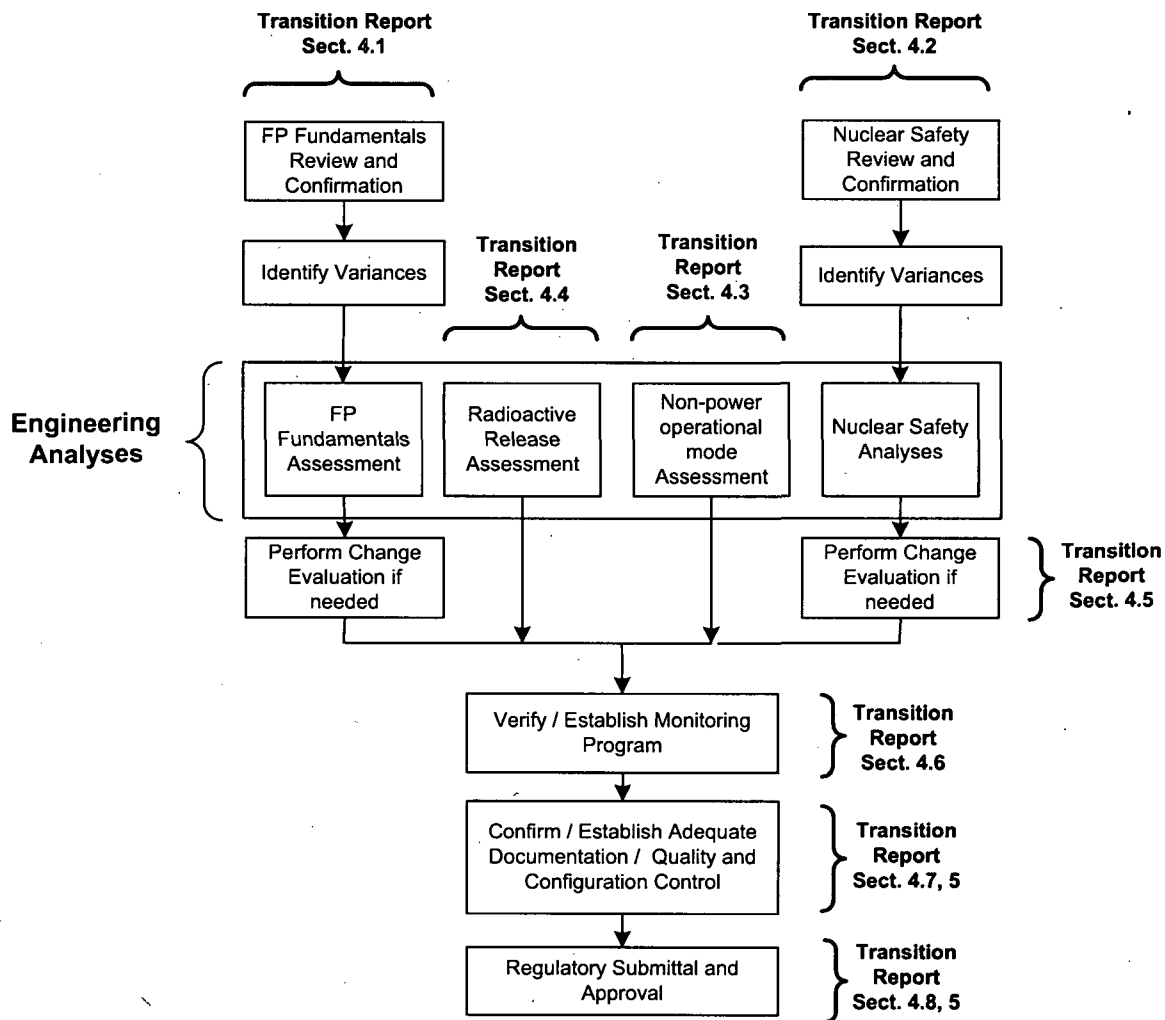 Transition Report
Sect. 4.1
Transition Report
Sect. 4.2
FP Fundamentals
Review and
Confirmation
Nuclear Safety
Review and
Confirmation
Identify Variances
Transition
Report
Sect. 4.4
Transition
Report
Sect. 4.3
Identify Variances
Engineering
Analyses
FP
Fundamentals
Assessment
Radioactive
Release
Assessment
Non-power
operational
mode
Assessment
Nuclear Safety
Analyses
Perform Change
Evaluation if
needed
Perform Change
Evaluation if
needed
Transition
Report
Sect. 4.5
Verify / Establish Monitoring
Program
Transition
Report
Sect. 4.6
Confirm / Establish Adequate
Documentation / Quality and
Configuration Control
Transition
Report
Sect. 4.7, 5
Regulatory Submittal and
Approval
Transition
Report
Sect. 4.8, 5